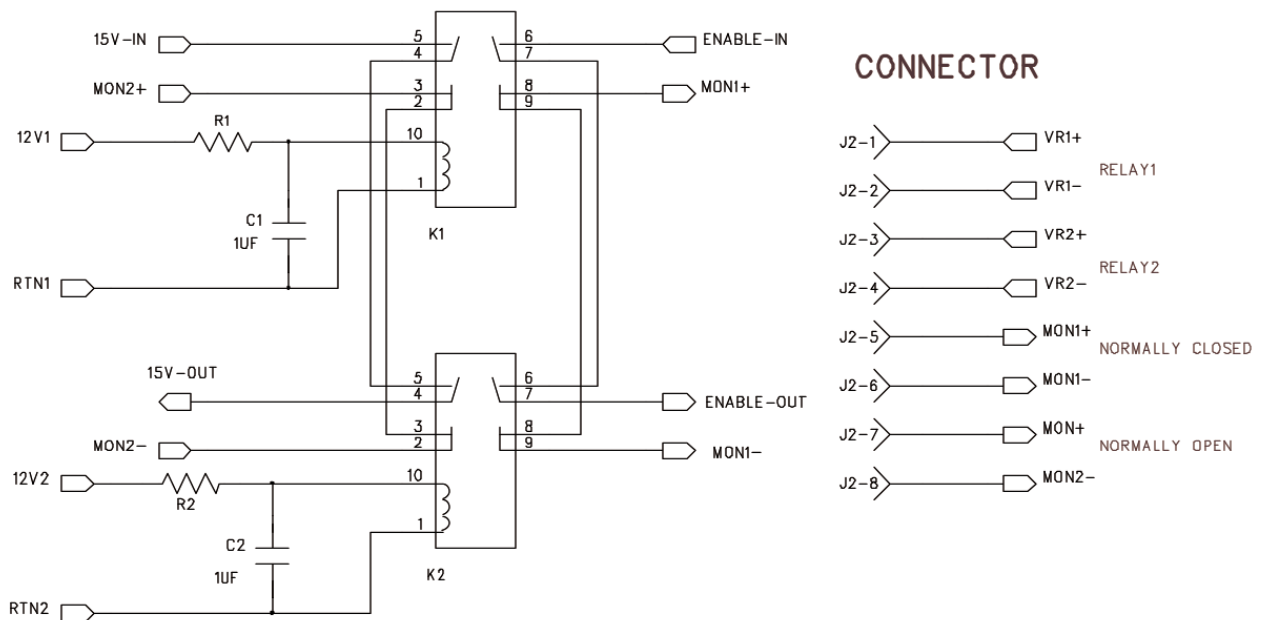 15V-IN
5
6
ENABLE-IN
4
7
MON2+
3
8
MON1+
2
9
12V1
R1
10
1
C1
1UF
K1
RTN1
15V-OUT
5
6
4
7
ENABLE-OUT
3
8
MON2-
2
9
MON1-
12V2
R2
10
1
C2
1UF
K2
RTN2
CONNECTOR
J2-1
VR1+
RELAY1
J2-2
VR1-
J2-3
VR2+
RELAY2
J2-4
VR2-
J2-5
MON1+
NORMALLY CLOSED
J2-6
MON1-
J2-7
MON+
NORMALLY OPEN
J2-8
MON2-